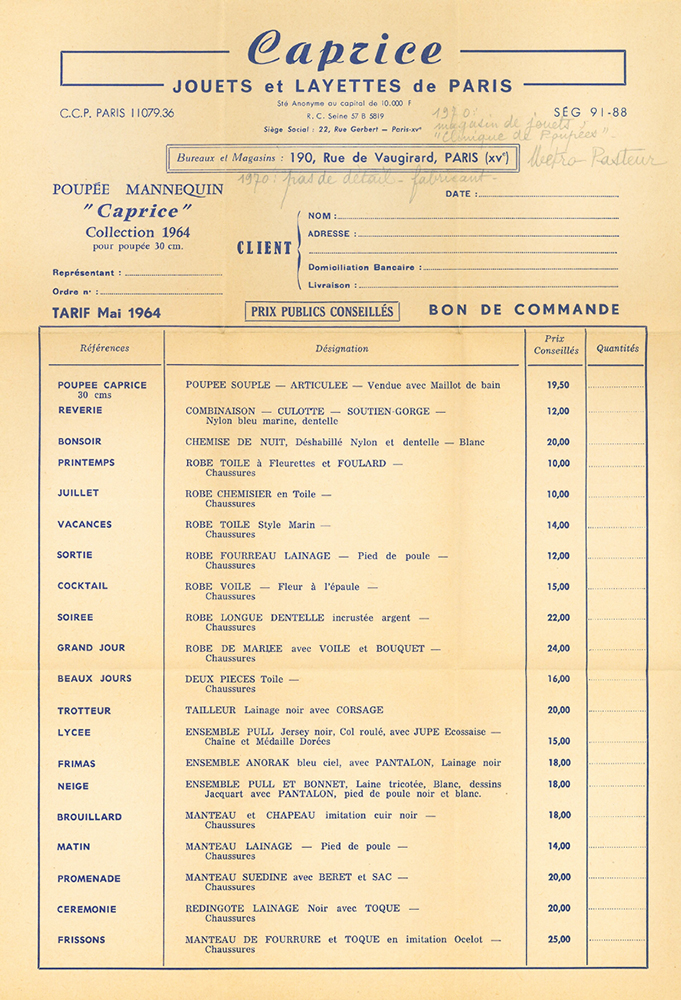 Caprice
JOUETS et LAYETTES de PARIS
C.C.P. PARIS 11079.36
Sté Anonyme au capital de 10.000 F
R. C. Seine 57 B 5819
Siège Social : 22, Rue Gerbert — Paris-xvᵉ
SÉG 91-88
1970 :
magasin de jouets
"Clinique de Poupées"
Bureaux et Magasins : 190, Rue de Vaugirard, PARIS (xvᵉ)
Metro Pasteur
1970 : pas de détail - fabricant -
POUPÉE MANNEQUIN
"Caprice"
Collection 1964
pour poupée 30 cm.
Représentant :
Ordre n° :
DATE :
CLIENT
NOM :
ADRESSE :
Domiciliation Bancaire :
Livraison :
TARIF Mai 1964
PRIX PUBLICS CONSEILLÉS
BON DE COMMANDE
Références Désignation Prix Conseillés Quantités
POUPEE CAPRICE POUPEE SOUPLE — ARTICULEE — Vendue avec Maillot de bain 19,50
30 cms
REVERIE COMBINAISON — CULOTTE — SOUTIEN-GORGE — 12,00
Nylon bleu marine, dentelle
BONSOIR CHEMISE DE NUIT, Déshabillé Nylon et dentelle — Blanc 20,00
PRINTEMPS ROBE TOILE à Fleurettes et FOULARD — 10,00
Chaussures
JUILLET ROBE CHEMISIER en Toile — 10,00
Chaussures
VACANCES ROBE TOILE Style Marin — 14,00
Chaussures
SORTIE ROBE FOURREAU LAINAGE — Pied de poule — 12,00
Chaussures
COCKTAIL ROBE VOILE — Fleur à l'épaule — 15,00
Chaussures
SOIREE ROBE LONGUE DENTELLE incrustée argent — 22,00
Chaussures
GRAND JOUR ROBE DE MARIEE avec VOILE et BOUQUET — 24,00
Chaussures
BEAUX JOURS DEUX PIECES Toile — 16,00
Chaussures
TROTTEUR TAILLEUR Lainage noir avec CORSAGE 20,00
LYCEE ENSEMBLE PULL Jersey noir, Col roulé, avec JUPE Ecossaise —
Chaîne et Médaille Dorées 15,00
FRIMAS ENSEMBLE ANORAK bleu ciel, avec PANTALON, Lainage noir 18,00
NEIGE ENSEMBLE PULL ET BONNET, Laine tricotée, Blanc, dessins 18,00
Jacquart avec PANTALON, pied de poule noir et blanc.
BROUILLARD MANTEAU et CHAPEAU imitation cuir noir — 18,00
Chaussures
MATIN MANTEAU LAINAGE — Pied de poule — 14,00
Chaussures
PROMENADE MANTEAU SUEDINE avec BERET et SAC — 20,00
Chaussures
CEREMONIE REDINGOTE LAINAGE Noir avec TOQUE — 20,00
Chaussures
FRISSONS MANTEAU DE FOURRURE et TOQUE en imitation Ocelot — 25,00
Chaussures